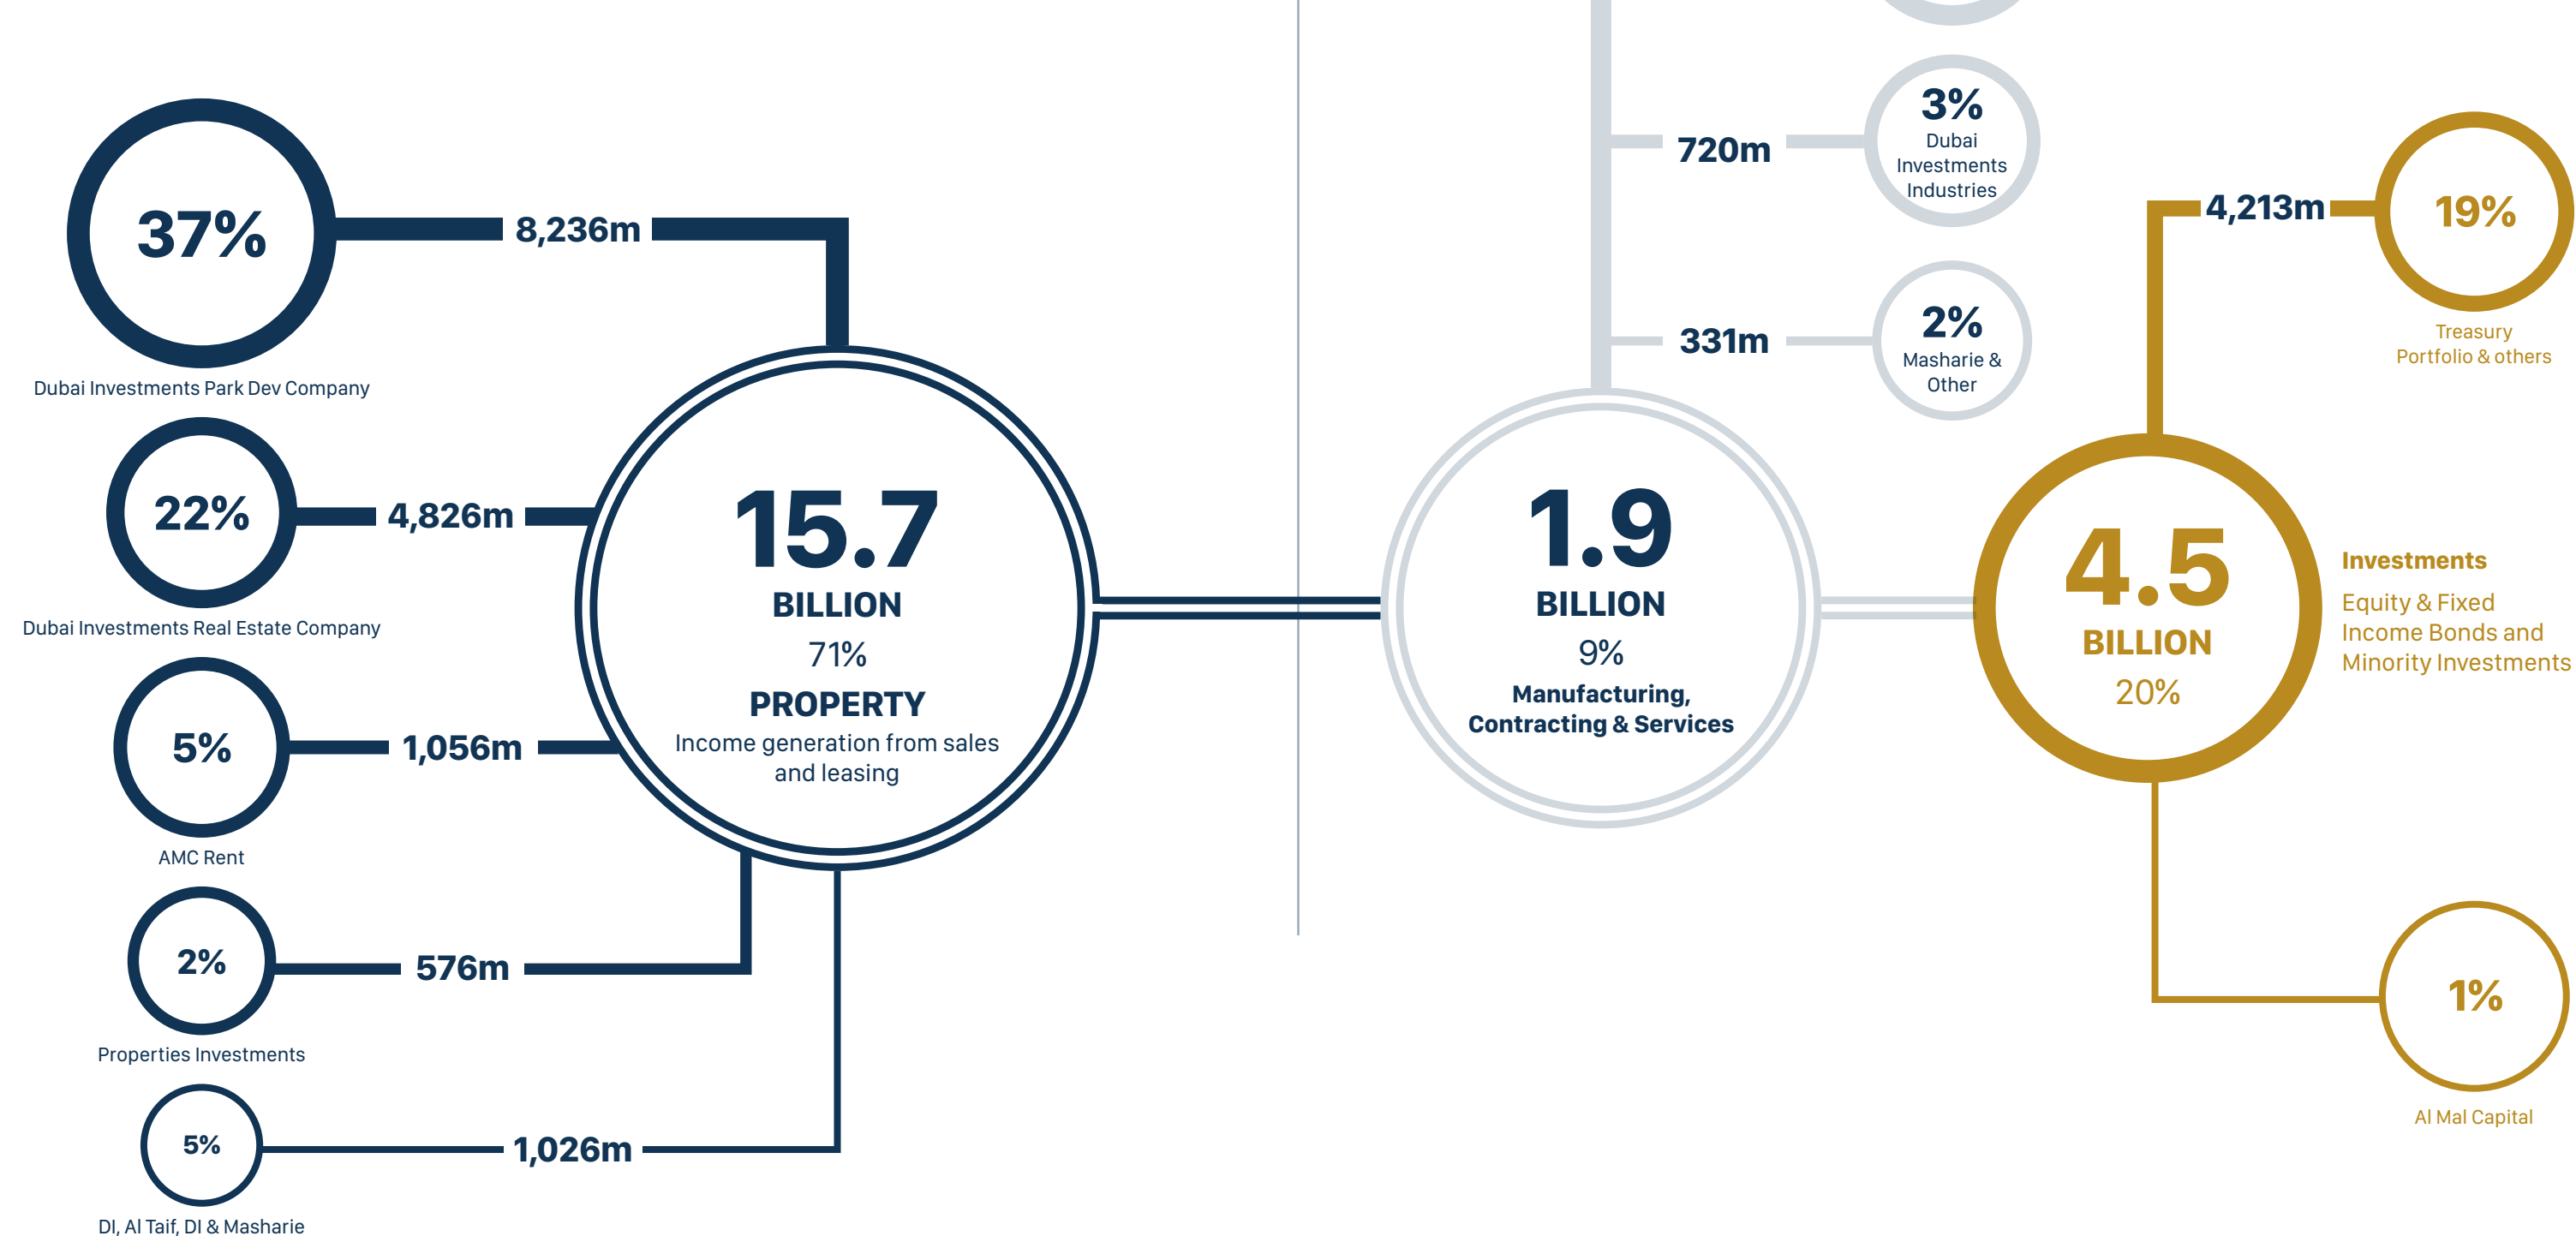 37%
8,236m
Dubai Investments Park Dev Company
22%
4,826m
Dubai Investments Real Estate Company
5%
1,056m
AMC Rent
2%
576m
Properties Investments
5%
1,026m
DI, Al Taif, DI & Masharie
15.7
BILLION
71%
PROPERTY
Income generation from sales
and leasing
720m
3%
Dubai
Investments
Industries
331m
2%
Masharie &
Other
1.9
BILLION
9%
Manufacturing,
Contracting & Services
4,213m
19%
Treasury
Portfolio & others
4.5
BILLION
20%
Investments
Equity & Fixed
Income Bonds and
Minority Investments
1%
Al Mal Capital